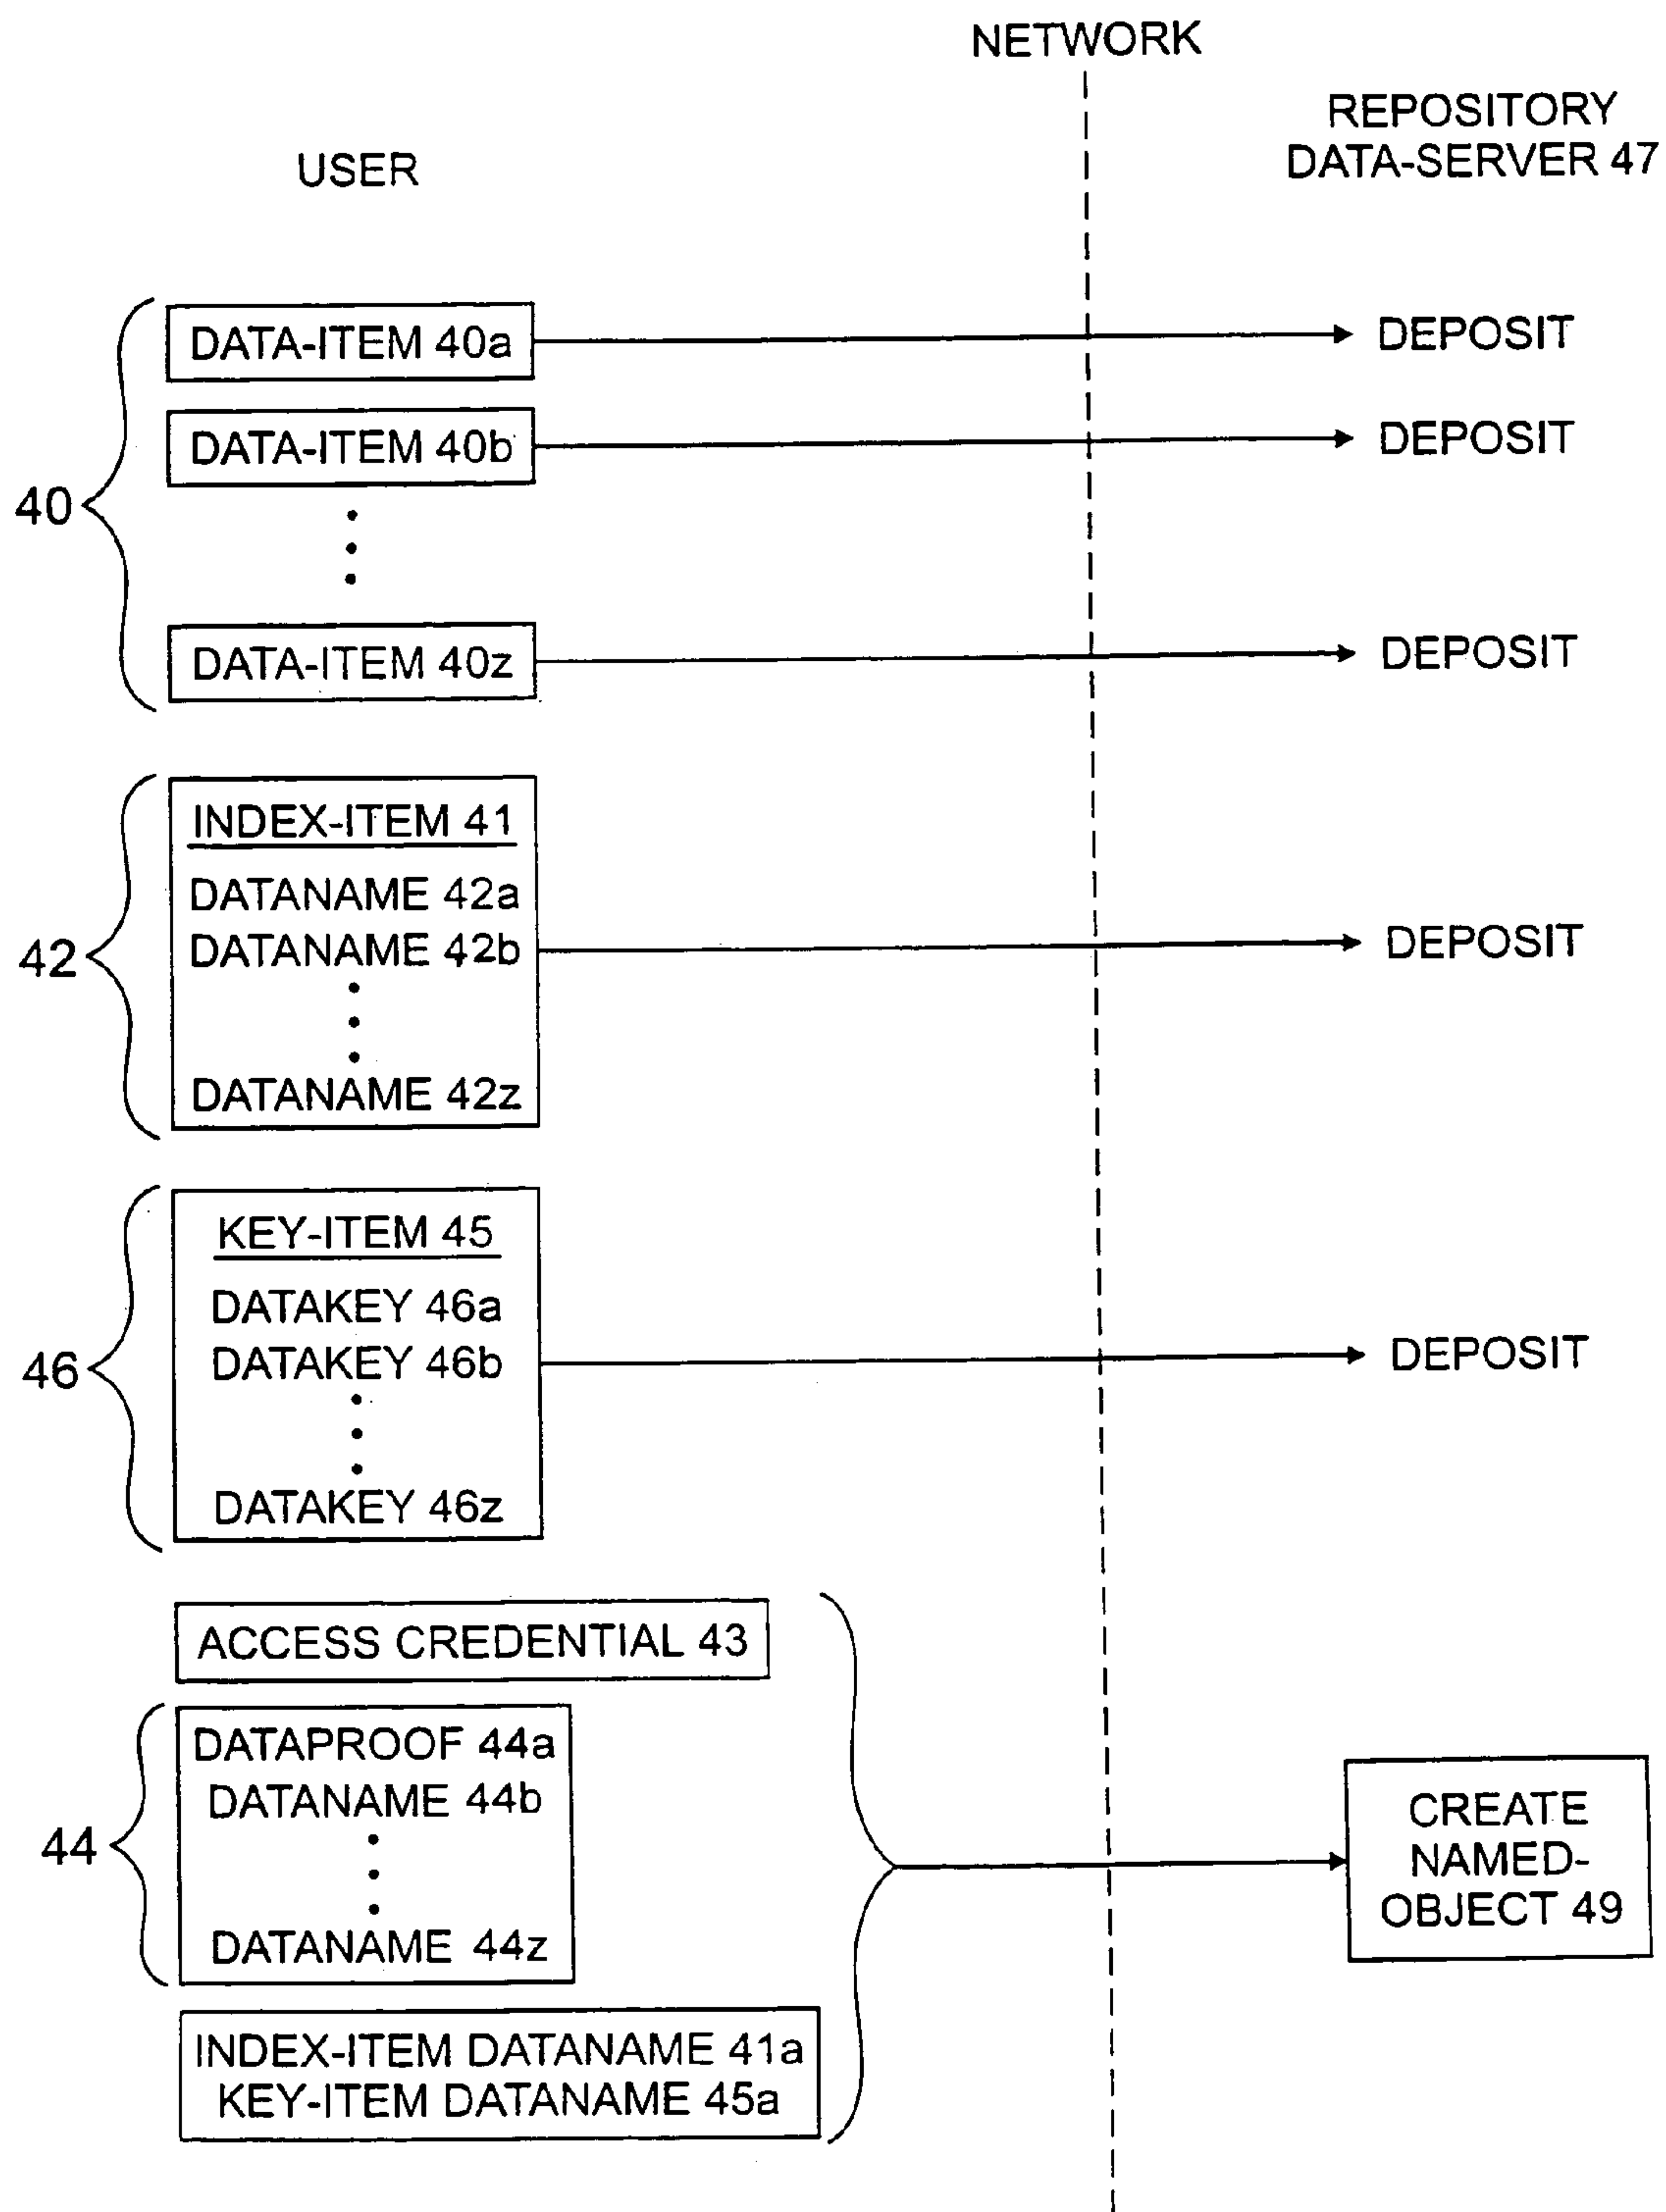 NETWORK
REPOSITORY
DATA-SERVER 47
USER
40
DATA-ITEM 40a
DEPOSIT
DATA-ITEM 40b
DEPOSIT
DATA-ITEM 40z
DEPOSIT
42
INDEX-ITEM 41
DATANAME 42a
DATANAME 42b
DATANAME 42z
DEPOSIT
46
KEY-ITEM 45
DATAKEY 46a
DATAKEY 46b
DATAKEY 46z
DEPOSIT
ACCESS CREDENTIAL 43
44
DATAPROOF 44a
DATANAME 44b
DATANAME 44z
INDEX-ITEM DATANAME 41a
KEY-ITEM DATANAME 45a
CREATE
NAMED-
OBJECT 49